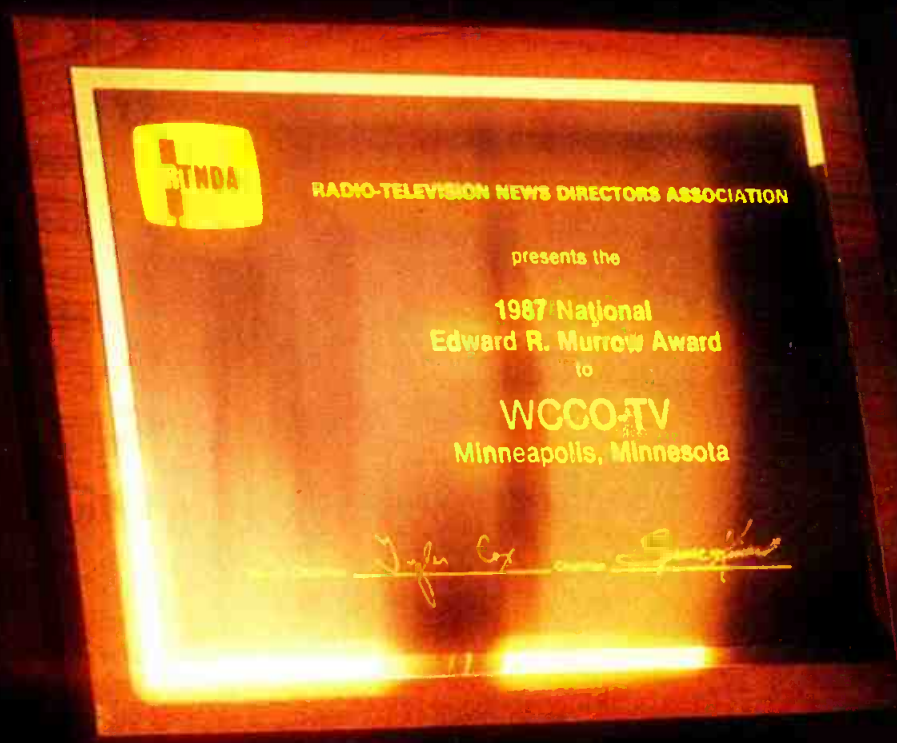 RTNDA
RADIO-TELEVISION NEWS DIRECTORS ASSOCIATION
presents the
1987 National
Edward R. Murrow Award
to
WCCO-TV
Minneapolis, Minnesota